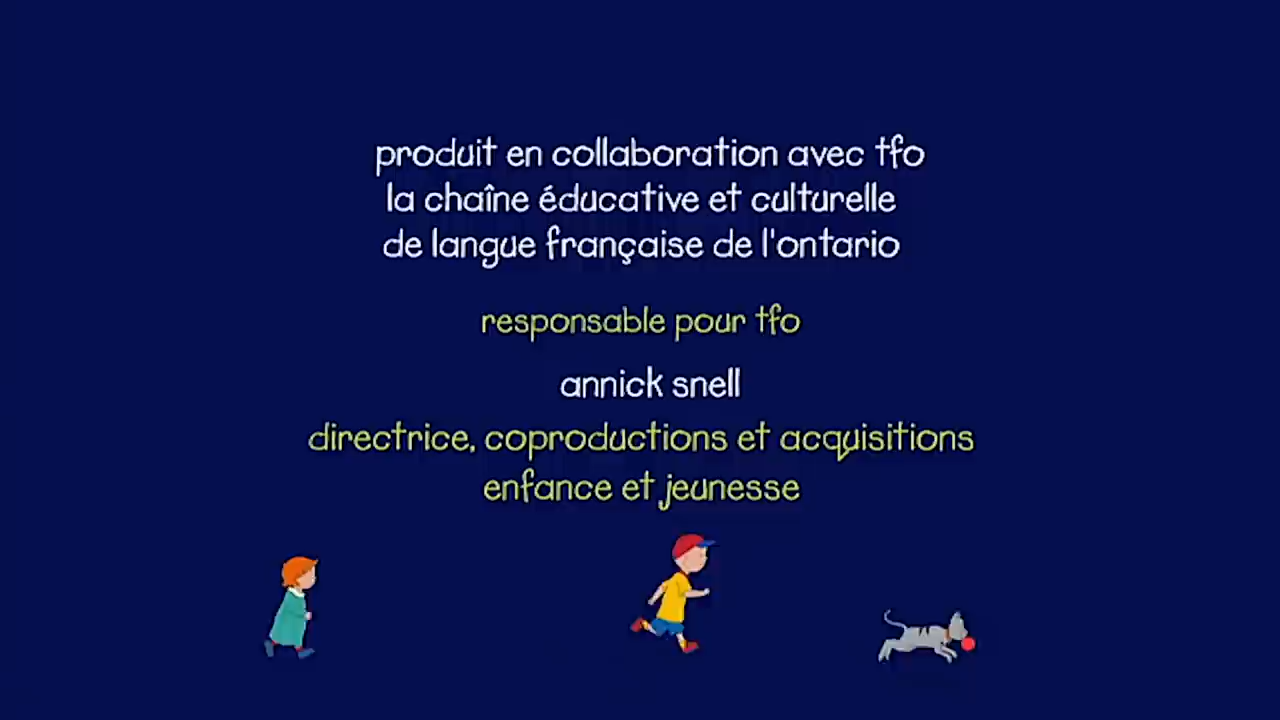 produit en collaboration avec tfo
la chaîne éducative et culturelle
de langue française de l'ontario
responsable pour tfo
annick snell
directrice, coproductions et acquisitions
enfance et jeunesse